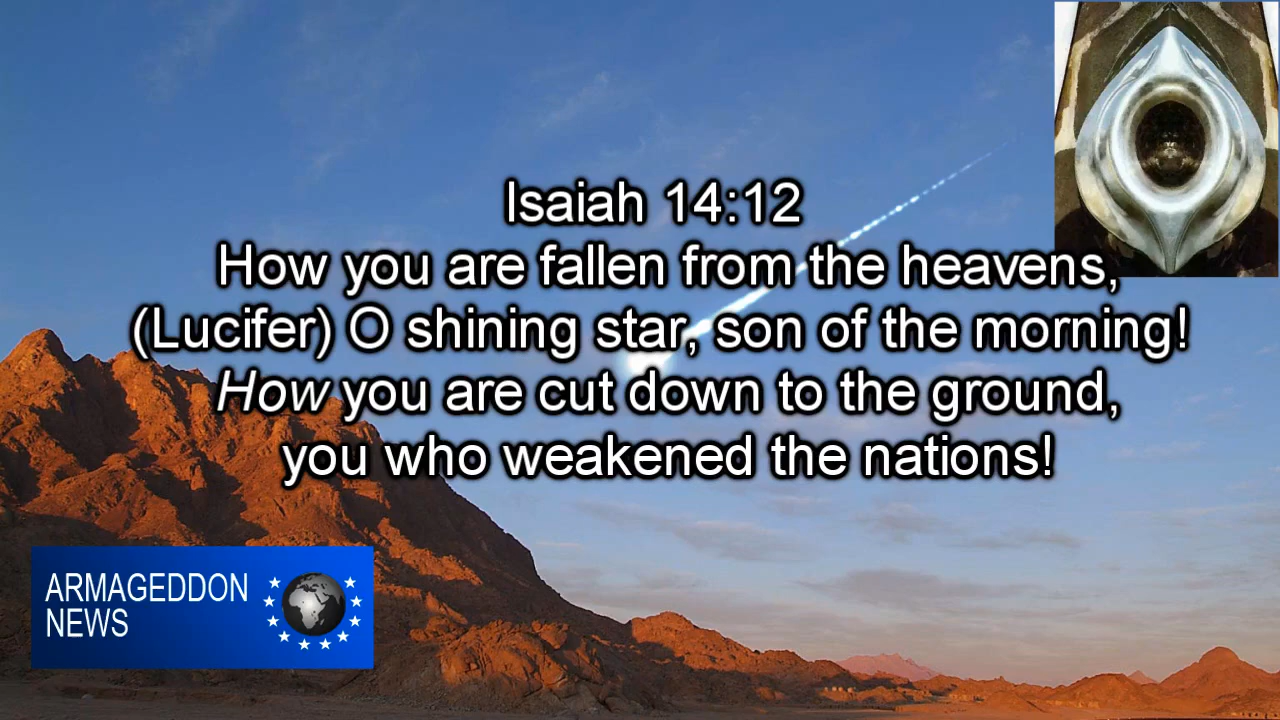 Isaiah 14:12
How you are fallen from the heavens,
(Lucifer) O shining star, son of the morning!
How you are cut down to the ground,
you who weakened the nations!
ARMAGEDDON
NEWS